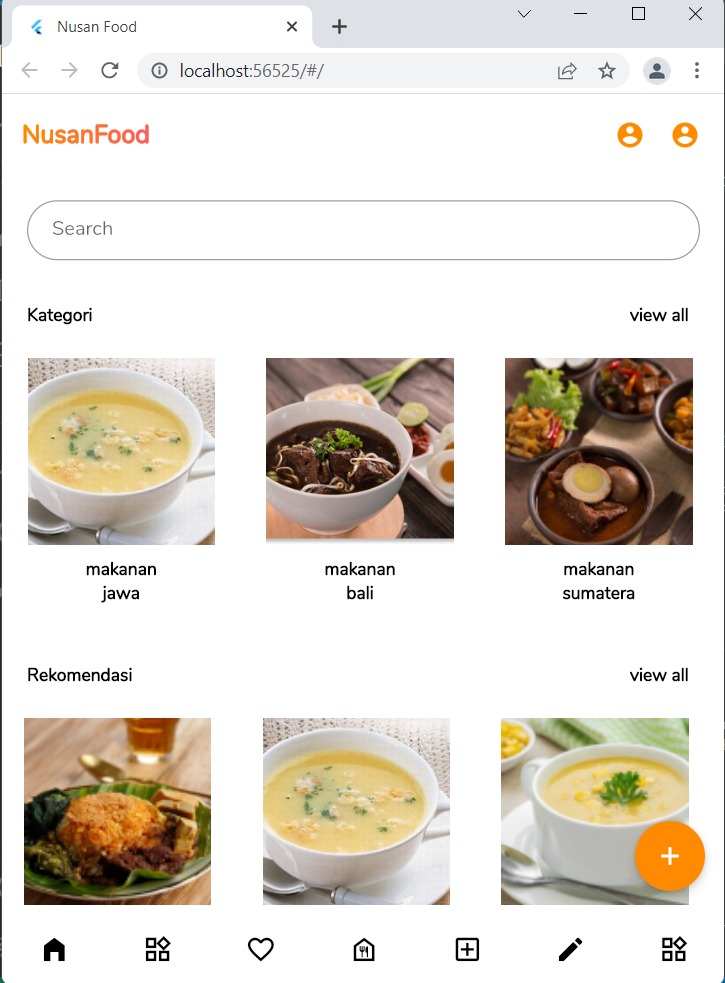 Nusan Food
localhost:56525/#/
NusanFood
Search
Kategori
view all
makanan
jawa
makanan
bali
makanan
sumatera
Rekomendasi
view all